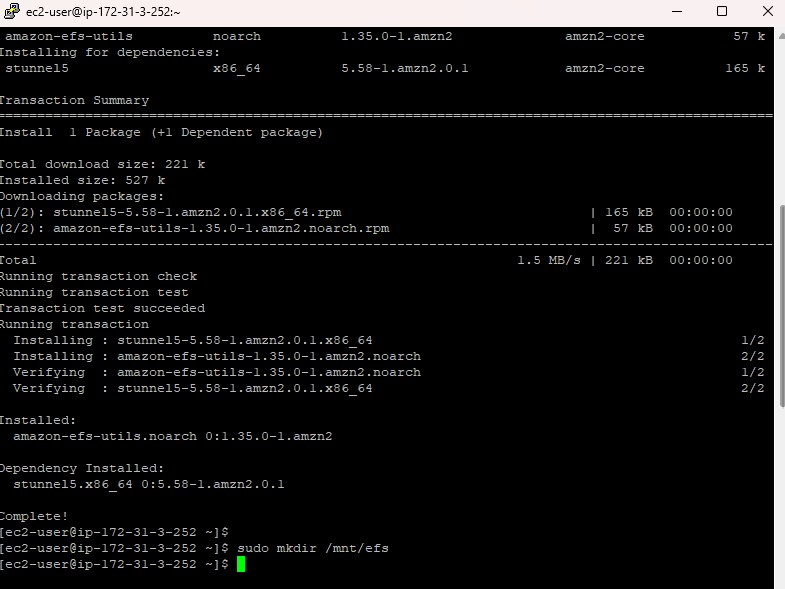 ec2-user@ip-172-31-3-252:~
amazon-efs-utils noarch 1.35.0-1.amzn2 amzn2-core 57 k
Installing for dependencies:
stunnel5 x86_64 5.58-1.amzn2.0.1 amzn2-core 165 k
Transaction Summary
================================================================================
Install 1 Package (+1 Dependent package)
Total download size: 221 k
Installed size: 527 k
Downloading packages:
(1/2): stunnel5-5.58-1.amzn2.0.1.x86_64.rpm | 165 kB 00:00:00
(2/2): amazon-efs-utils-1.35.0-1.amzn2.noarch.rpm | 57 kB 00:00:00
--------------------------------------------------------------------------------
Total 1.5 MB/s | 221 kB 00:00:00
Running transaction check
Running transaction test
Transaction test succeeded
Running transaction
Installing : stunnel5-5.58-1.amzn2.0.1.x86_64 1/2
Installing : amazon-efs-utils-1.35.0-1.amzn2.noarch 2/2
Verifying : amazon-efs-utils-1.35.0-1.amzn2.noarch 1/2
Verifying : stunnel5-5.58-1.amzn2.0.1.x86_64 2/2
Installed:
amazon-efs-utils.noarch 0:1.35.0-1.amzn2
Dependency Installed:
stunnel5.x86_64 0:5.58-1.amzn2.0.1
Complete!
[ec2-user@ip-172-31-3-252 ~]$
[ec2-user@ip-172-31-3-252 ~]$ sudo mkdir /mnt/efs
[ec2-user@ip-172-31-3-252 ~]$